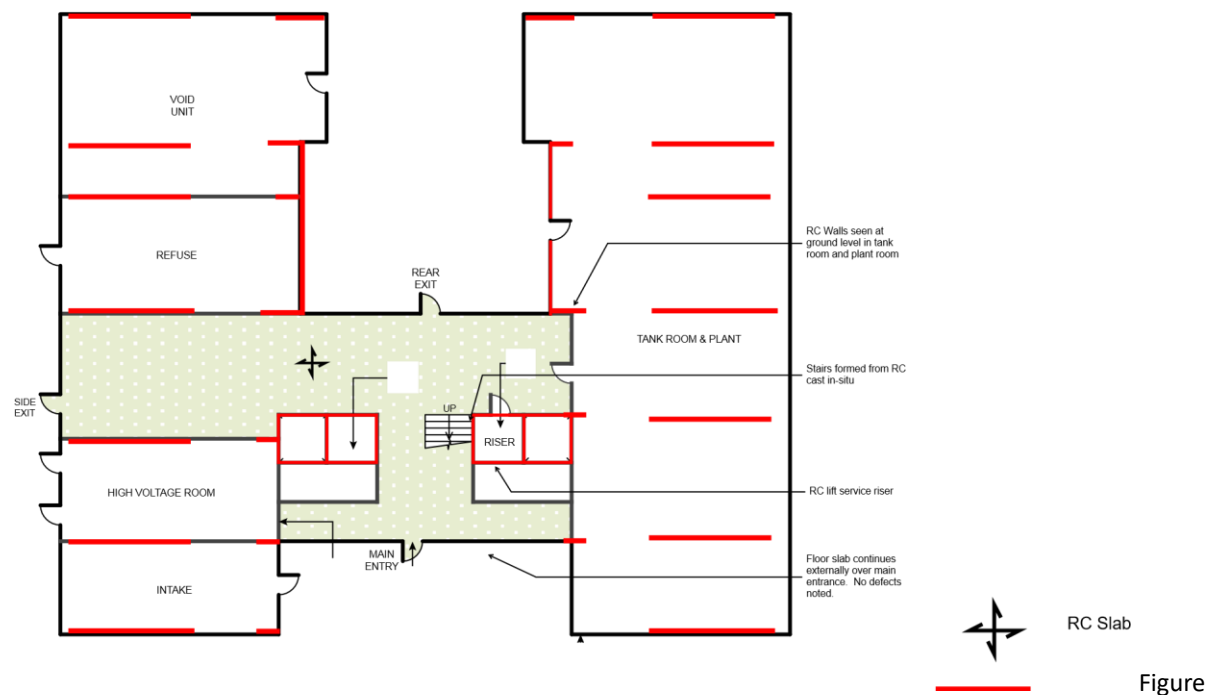 VOID
UNIT
REFUSE
REAR
EXIT
RC Walls seen at
ground level in tank
room and plant room
TANK ROOM & PLANT
Stairs formed from RC
cast in-situ
SIDE
EXIT
UP
RISER
HIGH VOLTAGE ROOM
RC lift service riser
MAIN
ENTRY
Floor slab continues
externally over main
entrance. No defects
noted.
INTAKE
RC Slab
Figure